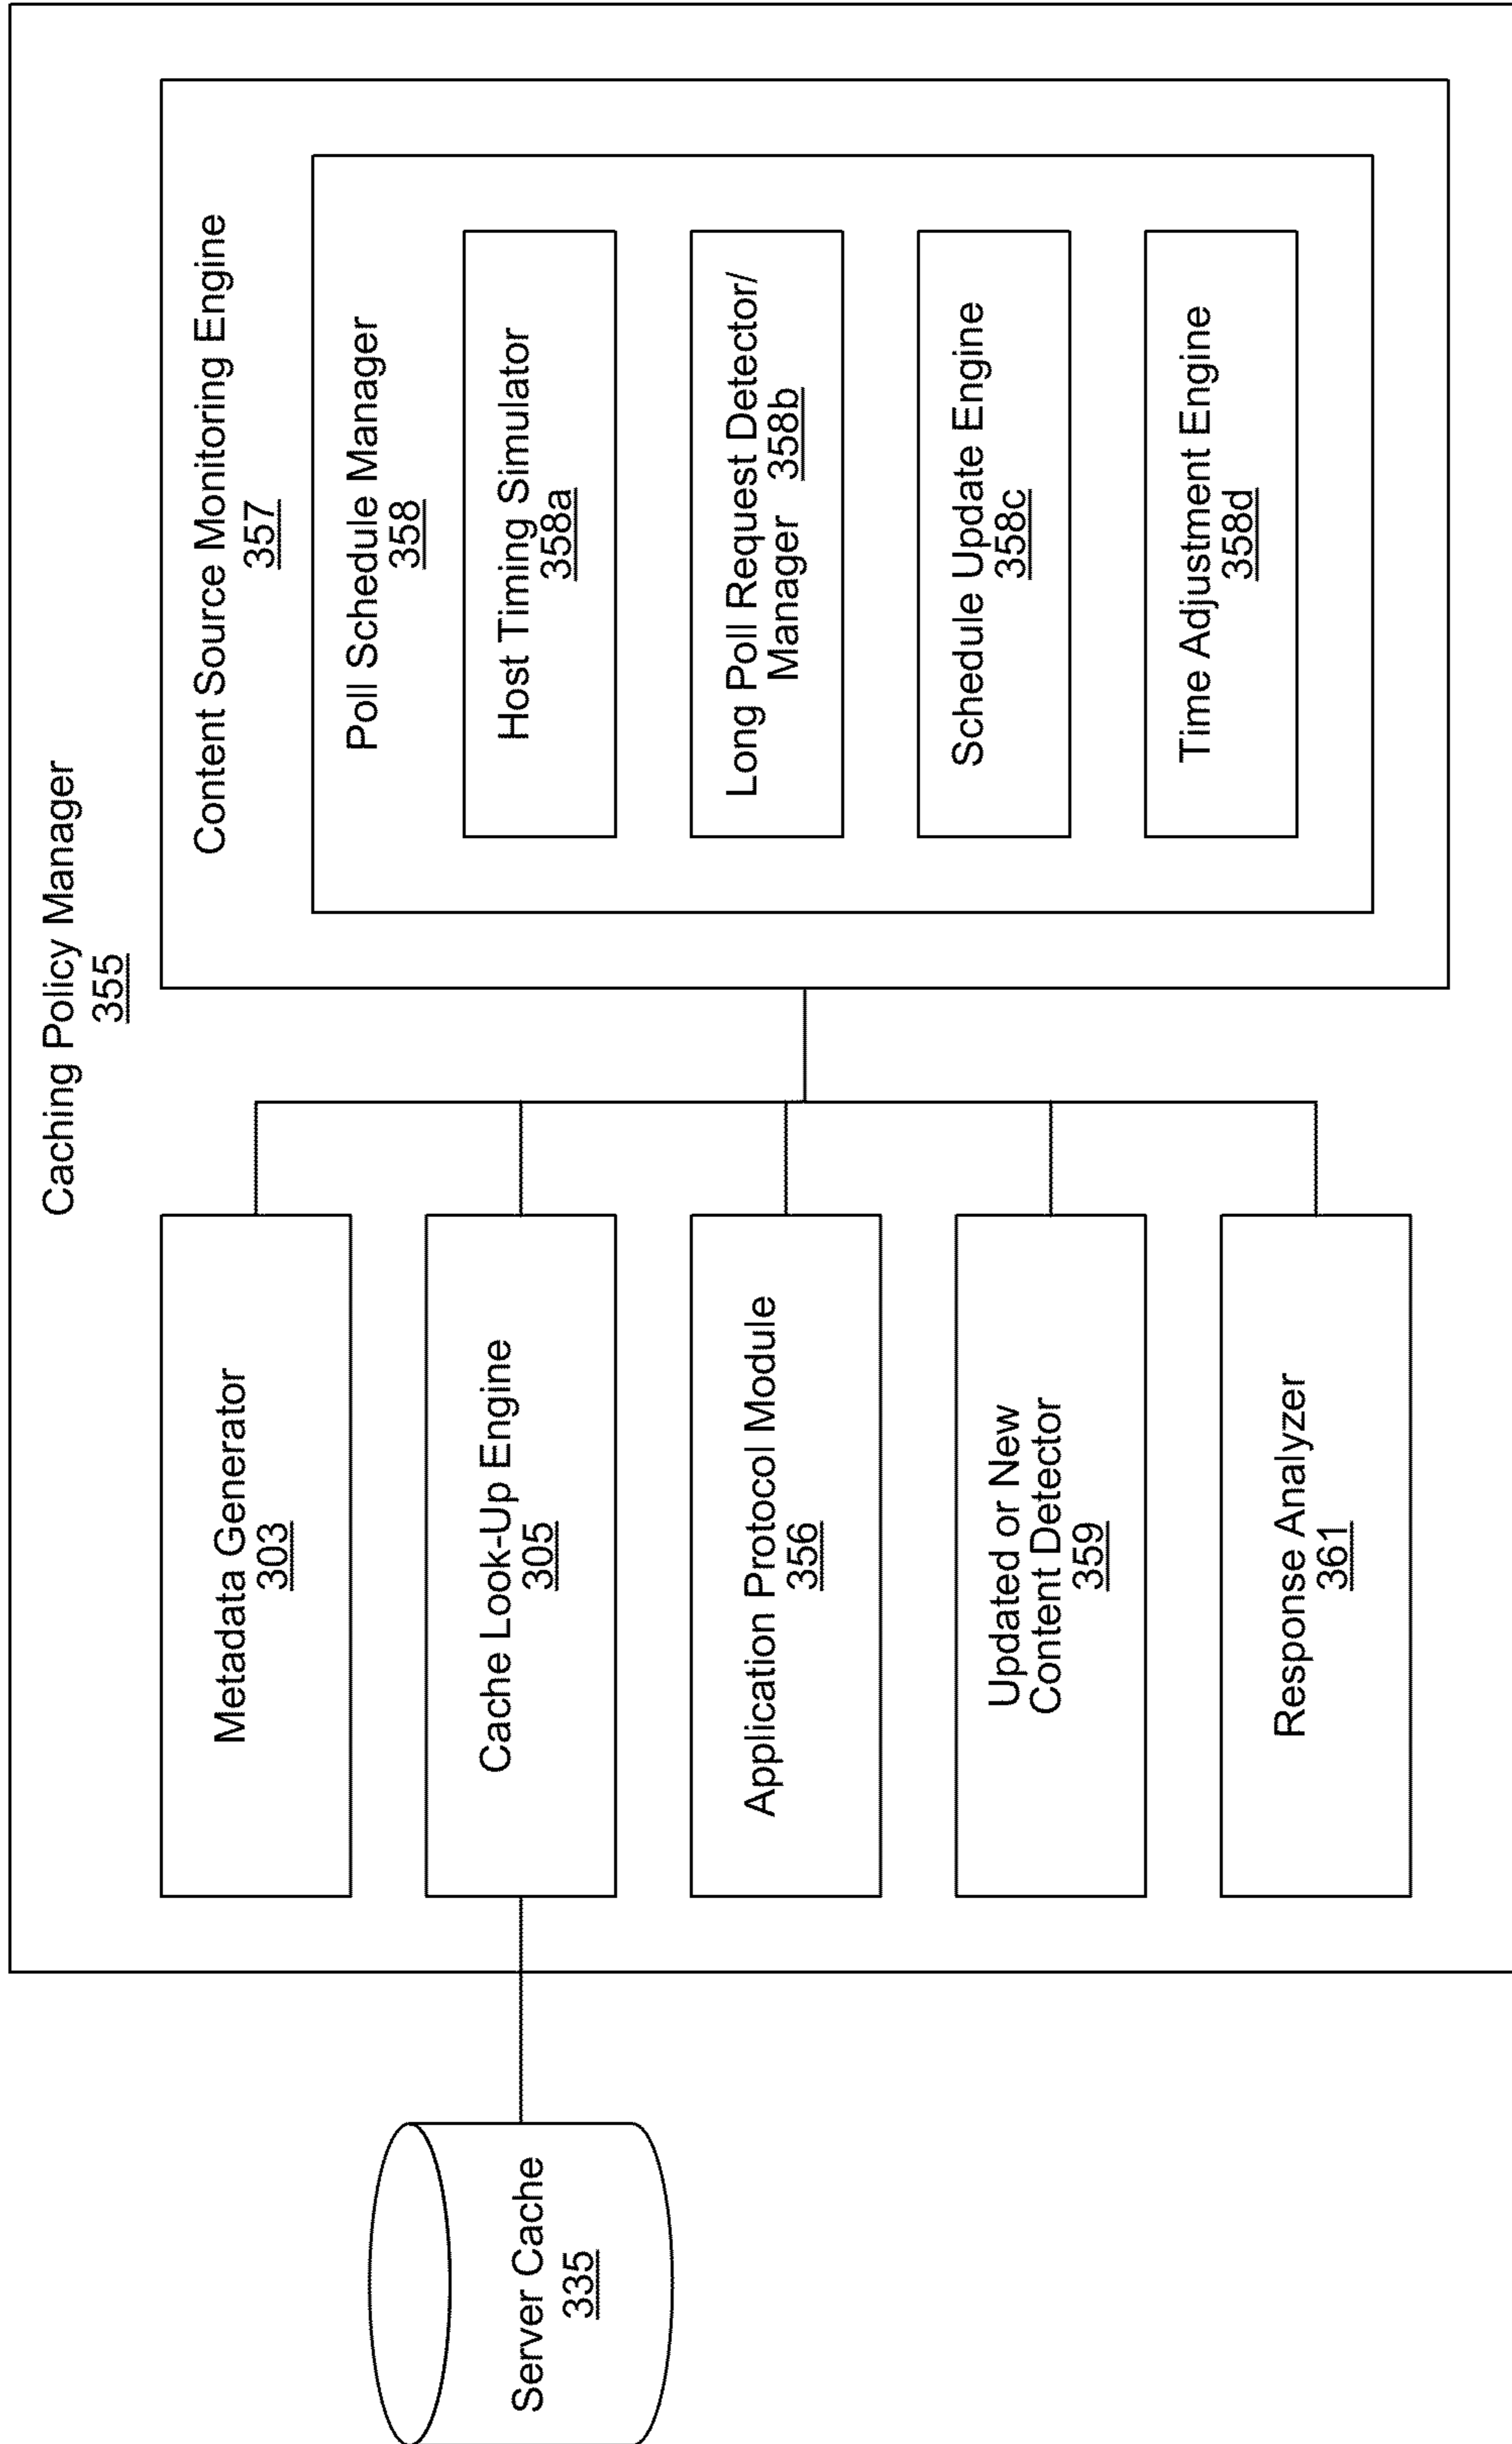 Caching Policy Manager
355
Server Cache
335
Metadata Generator
303
Cache Look-Up Engine
305
Application Protocol Module
356
Updated or New
Content Detector
359
Response Analyzer
361
Content Source Monitoring Engine
357
Poll Schedule Manager
358
Host Timing Simulator
358a
Long Poll Request Detector/
Manager 358b
Schedule Update Engine
358c
Time Adjustment Engine
358d